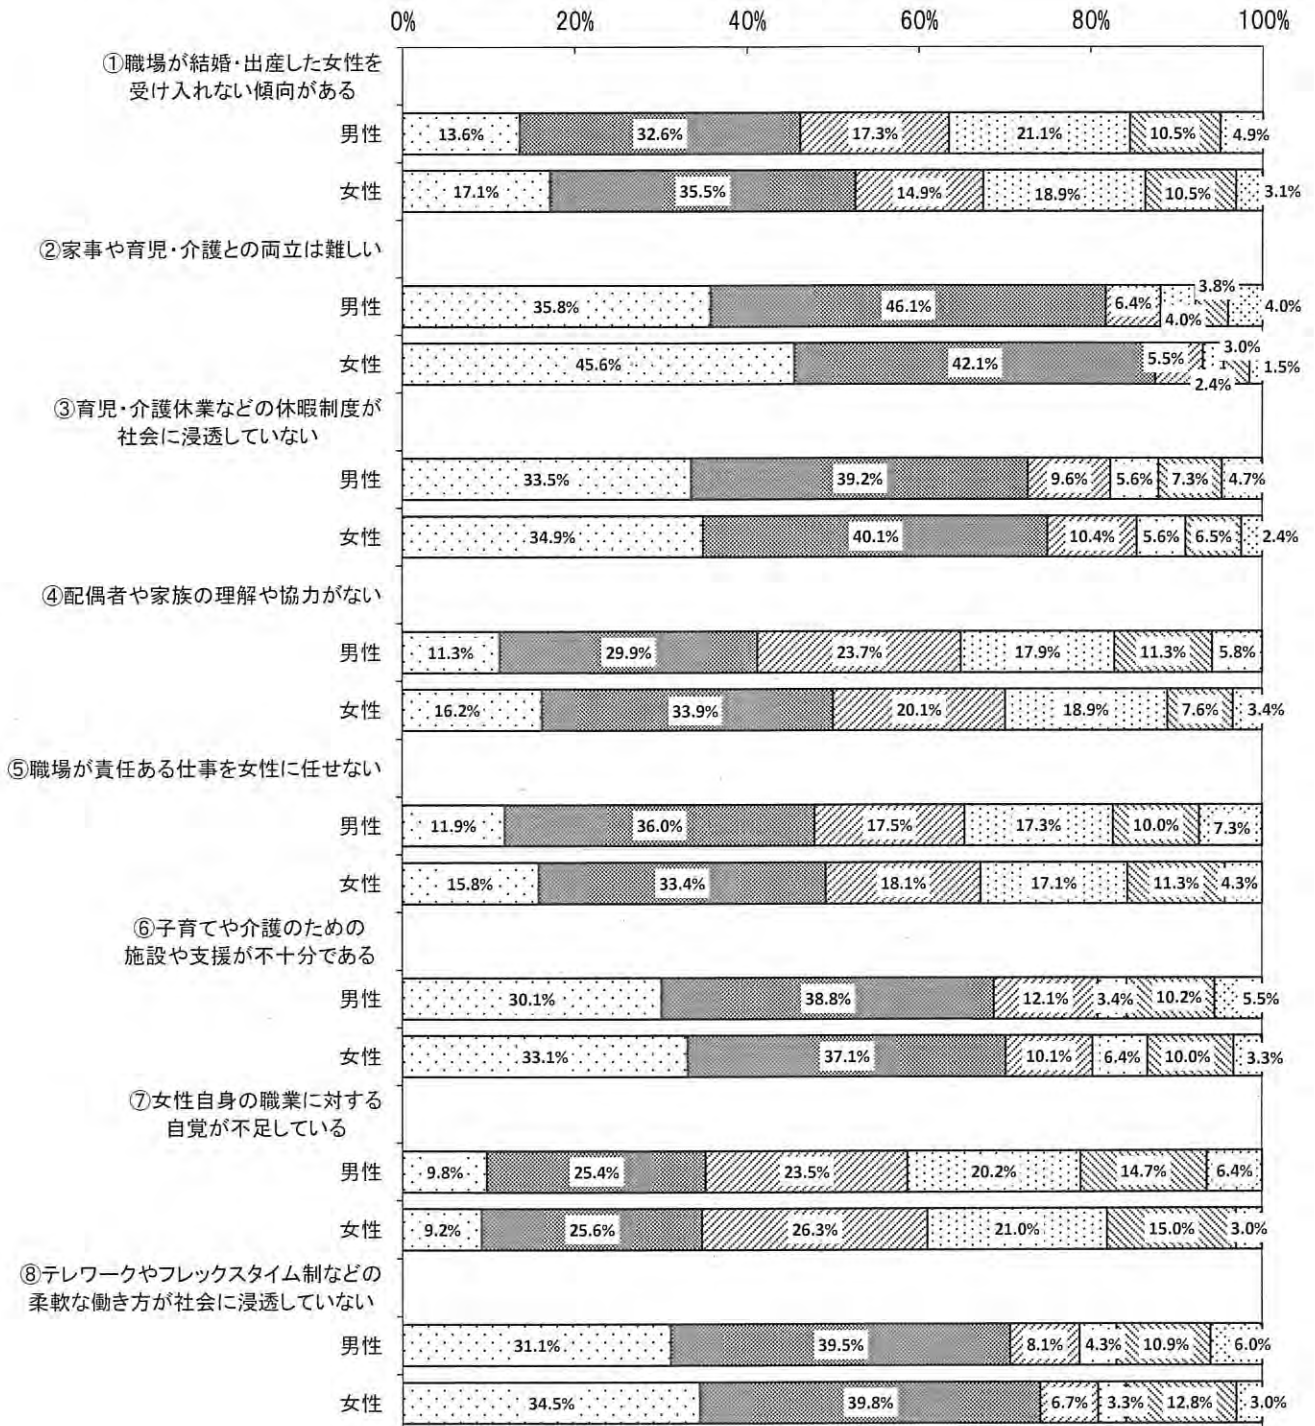 0% 20% 40% 60% 80% 100%
①職場が結婚・出産した女性を
受け入れない傾向がある
男性 13.6% 32.6% 17.3% 21.1% 10.5% 4.9%
女性 17.1% 35.5% 14.9% 18.9% 10.5% 3.1%
②家事や育児・介護との両立は難しい
男性 35.8% 46.1% 6.4% 4.0% 3.8% 4.0%
女性 45.6% 42.1% 5.5% 2.4% 3.0% 1.5%
③育児・介護休業などの休暇制度が
社会に浸透していない
男性 33.5% 39.2% 9.6% 5.6% 7.3% 4.7%
女性 34.9% 40.1% 10.4% 5.6% 6.5% 2.4%
④配偶者や家族の理解や協力がない
男性 11.3% 29.9% 23.7% 17.9% 11.3% 5.8%
女性 16.2% 33.9% 20.1% 18.9% 7.6% 3.4%
⑤職場が責任ある仕事を女性に任せない
男性 11.9% 36.0% 17.5% 17.3% 10.0% 7.3%
女性 15.8% 33.4% 18.1% 17.1% 11.3% 4.3%
⑥子育てや介護のための
施設や支援が不十分である
男性 30.1% 38.8% 12.1% 3.4% 10.2% 5.5%
女性 33.1% 37.1% 10.1% 6.4% 10.0% 3.3%
⑦女性自身の職業に対する
自覚が不足している
男性 9.8% 25.4% 23.5% 20.2% 14.7% 6.4%
女性 9.2% 25.6% 26.3% 21.0% 15.0% 3.0%
⑧テレワークやフレックスタイム制などの
柔軟な働き方が社会に浸透していない
男性 31.1% 39.5% 8.1% 4.3% 10.9% 6.0%
女性 34.5% 39.8% 6.7% 3.3% 12.8% 3.0%